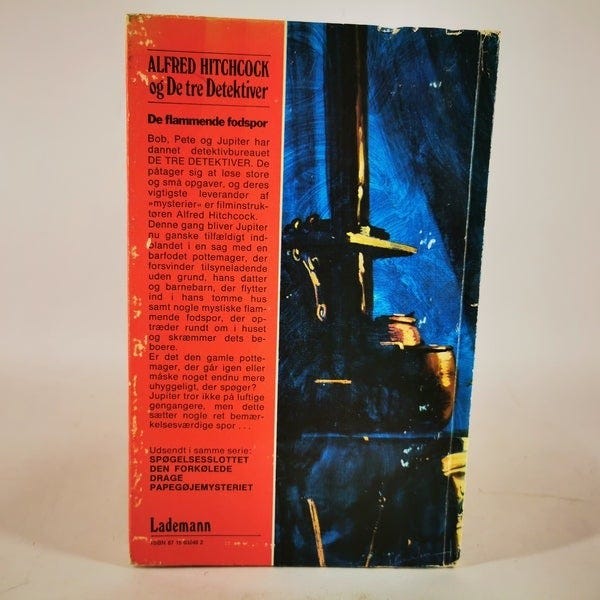 ALFRED HITCHCOCK
og De tre Detektiver
De flammende fodspor
Bob, Pete og Jupiter har
dannet detektivbureauet
DE TRE DETEKTIVER. De
påtager sig at løse store
og små opgaver, og deres
vigtigste leverandør af
»mysterier« er filminstruk-
tøren Alfred Hitchcock.
Denne gang bliver Jupiter
nu ganske tilfældigt ind-
blandet i en sag med en
barfodet pottemager, der
forsvinder tilsyneladende
uden grund, hans datter
og barnebarn, der flytter
ind i hans tomme hus
samt nogle mystiske flam-
mende fodspor, der op-
træder rundt om i huset
og skræmmer dets be-
boere.
Er det den gamle potte-
mager, der går igen eller
måske noget endnu mere
uhyggeligt, der spøger?
Jupiter tror ikke på luftige
gengangere, men dette
sætter nogle ret bemær-
kelsesværdige spor . . .
Udsendt i samme serie:
SPØGELSESSLOTTET
DEN FORKØLEDE
DRAGE
PAPEGØJEMYSTERIET
Lademann
ISBN 87 15